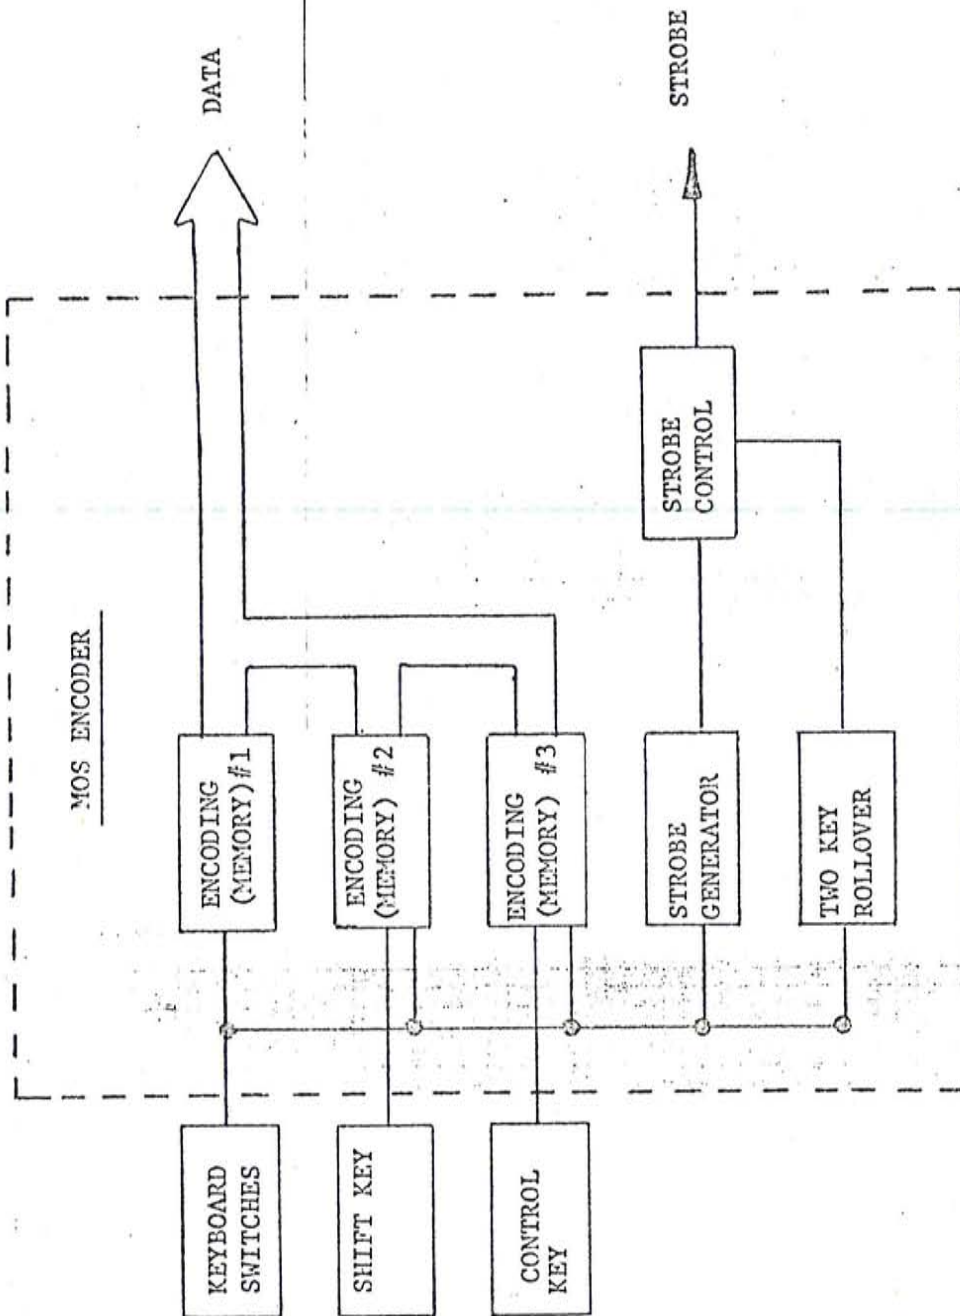 MOS ENCODER
KEYBOARD
SWITCHES
SHIFT KEY
CONTROL
KEY
ENCODING
(MEMORY)#1
ENCODING
(MEMORY) #2
ENCODING
(MEMORY) #3
STROBE
GENERATOR
TWO KEY
ROLLOVER
STROBE
CONTROL
DATA
STROBE